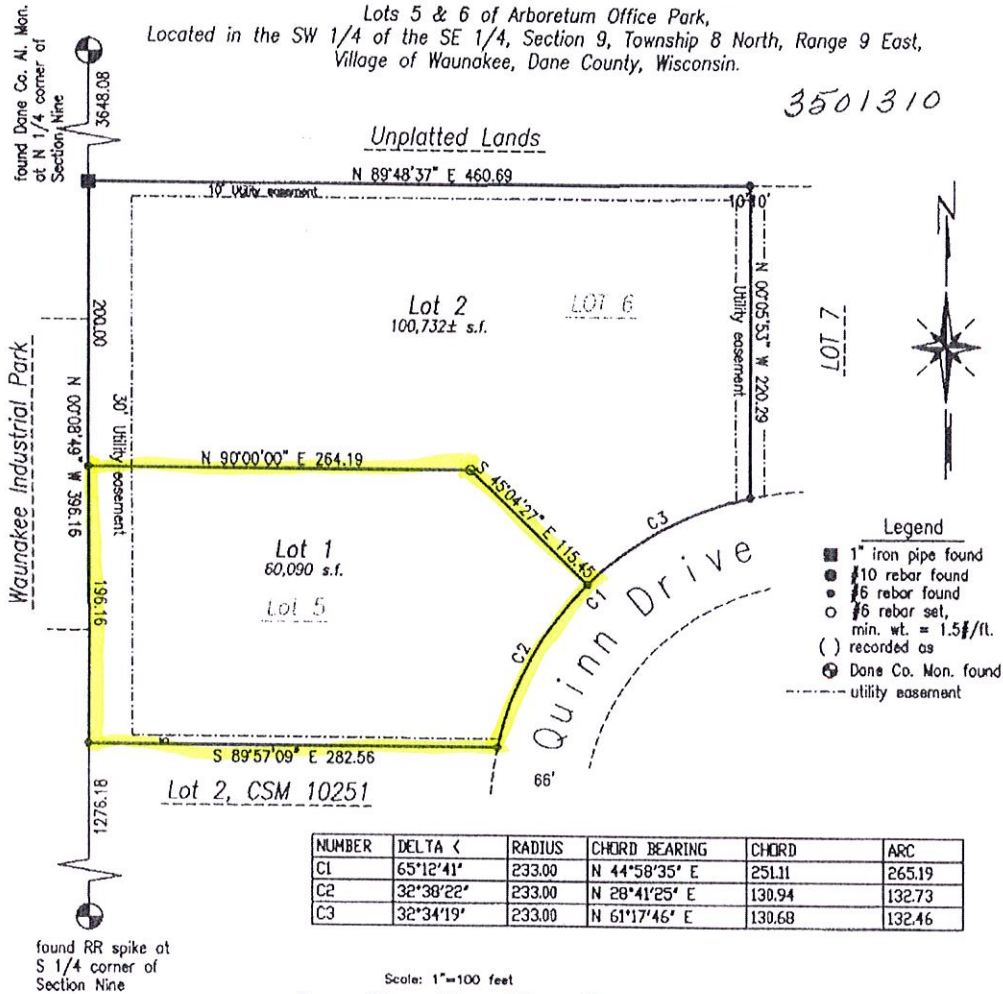 Lots 5 & 6 of Arboretum Office Park,
Located in the SW 1/4 of the SE 1/4, Section 9, Township 8 North, Range 9 East,
Village of Waunakee, Dane County, Wisconsin.
3501310
found Dane Co. Al. Mon.
at N 1/4 corner of
Section Nine
3648.08
Unplatted Lands
N 89°48'37" E 460.69
10' Utility easement
10'
10'
Lot 2
100,732± s.f.
LOT 6
Utility easement
N 00°05'53" W 220.29
LOT 7
N
Waunakee Industrial Park
200.00
N 00°08'49" W 396.16
30' Utility easement
196.16
N 90°00'00" E 264.19
S 45°04'27" E 115.45
Lot 1
60,090 s.f.
Lot 5
C3
C1
C2
Quinn Drive
66'
5'
S 89°57'09" E 282.56
Lot 2, CSM 10251
1276.18
Legend
1" iron pipe found
#10 rebar found
#6 rebar found
#6 rebar set,
min. wt. = 1.5#/ft.
( ) recorded as
Dane Co. Mon. found
utility easement
NUMBER DELTA < RADIUS CHORD BEARING CHORD ARC
C1 65°12'41" 233.00 N 44°58'35" E 251.11 265.19
C2 32°38'22" 233.00 N 28°41'25" E 130.94 132.73
C3 32°34'19" 233.00 N 61°17'46" E 130.68 132.46
found RR spike at
S 1/4 corner of
Section Nine
Scale: 1"=100 feet